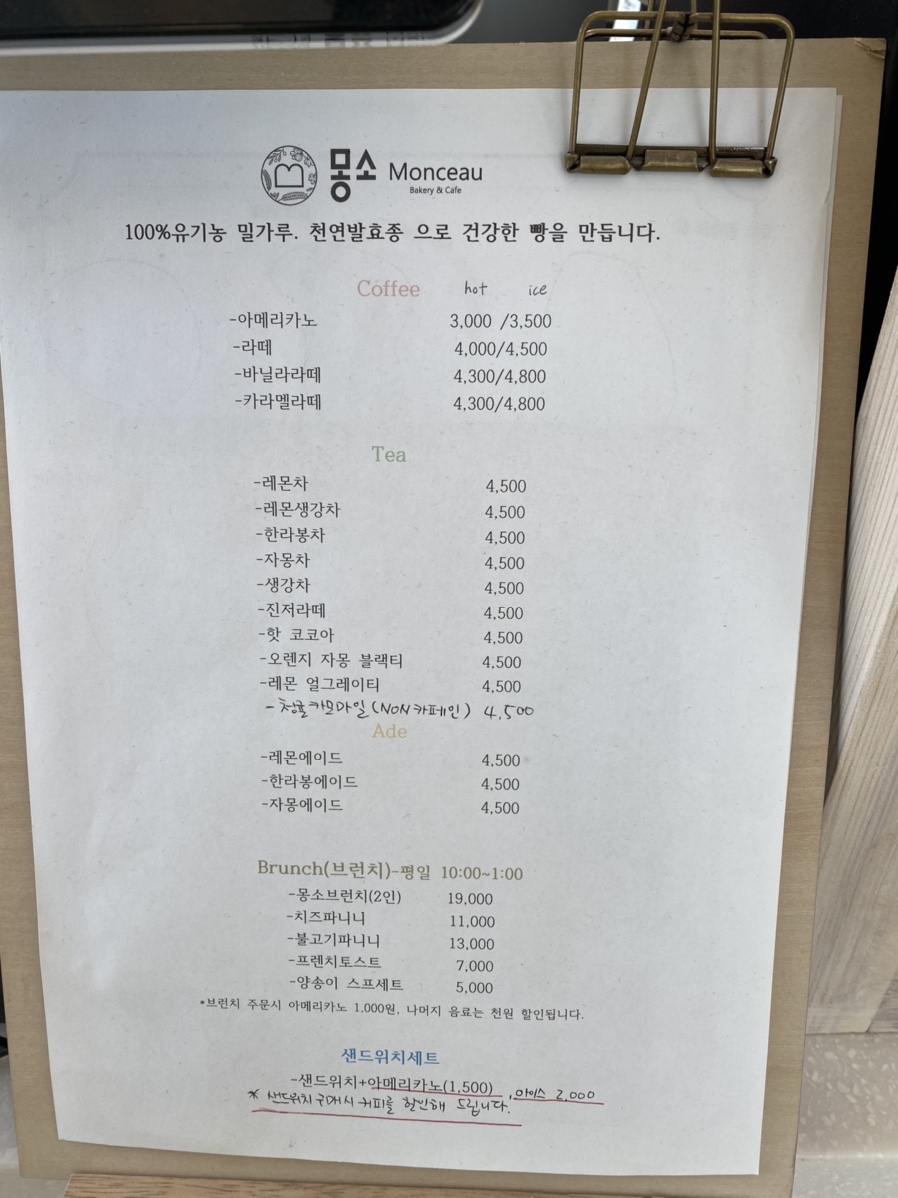 몽소 Monceau
Bakery & Cafe
100%유기농 밀가루. 천연발효종 으로 건강한 빵을 만듭니다.
Coffee hot ice
-아메리카노 3,000 /3,500
-라떼 4,000/4,500
-바닐라라떼 4,300/4,800
-카라멜라떼 4,300/4,800
Tea
-레몬차 4,500
-레몬생강차 4,500
-한라봉차 4,500
-자몽차 4,500
-생강차 4,500
-진저라떼 4,500
-핫 코코아 4,500
-오렌지 자몽 블랙티 4,500
-레몬 얼그레이티 4,500
-청귤카모마일(NON카페인) 4,500
Ade
-레몬에이드 4,500
-한라봉에이드 4,500
-자몽에이드 4,500
Brunch(브런치)-평일 10:00~1:00
-몽소브런치(2인) 19,000
-치즈파니니 11,000
-불고기파니니 13,000
-프렌치토스트 7,000
-양송이 스프세트 5,000
*브런치 주문시 아메리카노 1,000원, 나머지 음료는 천원 할인됩니다.
샌드위치세트
-샌드위치+아메리카노(1,500) , 아이스 2,000
* 샌드위치 구매시 커피를 할인해 드립니다.